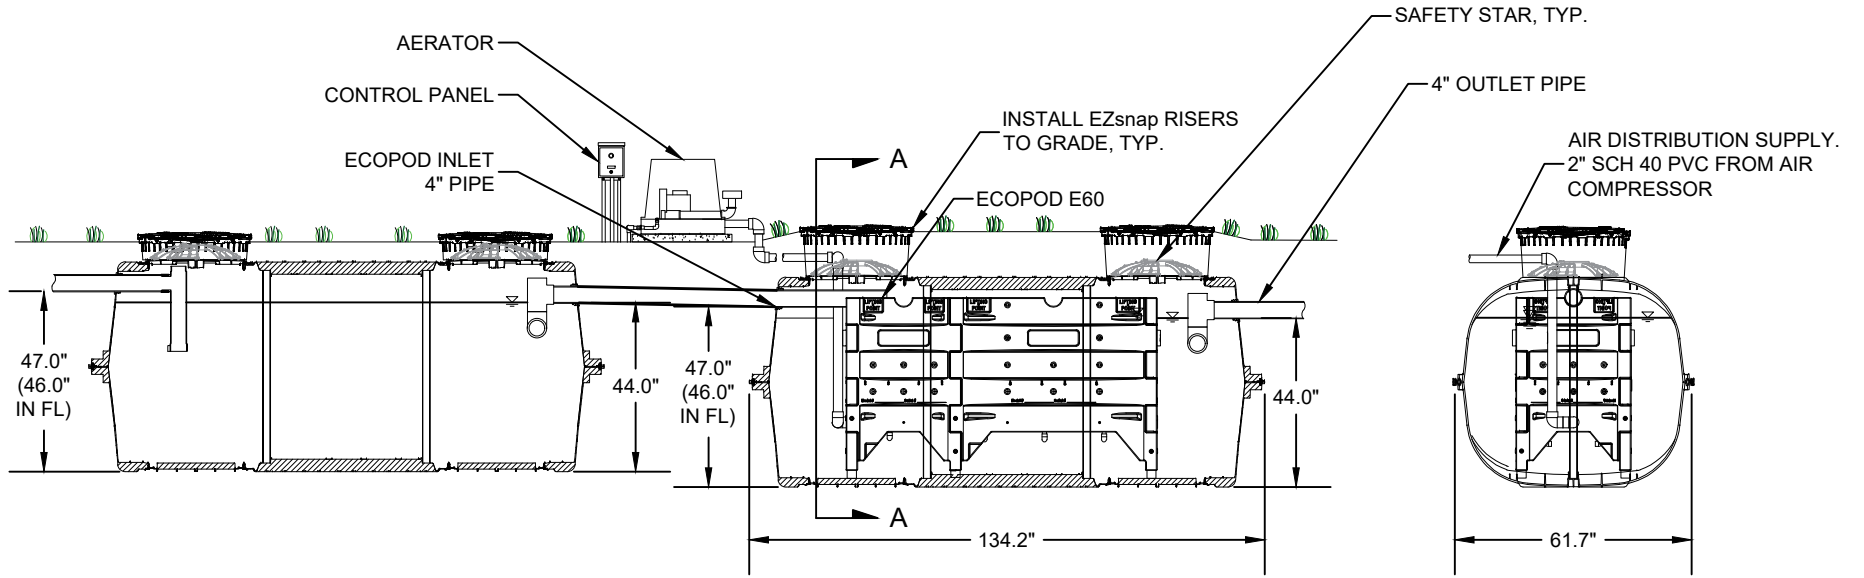 SAFETY STAR, TYP.
AERATOR
4" OUTLET PIPE
CONTROL PANEL
INSTALL EZsnap RISERS
TO GRADE, TYP.
AIR DISTRIBUTION SUPPLY.
2" SCH 40 PVC FROM AIR
COMPRESSOR
ECOPOD INLET
4" PIPE
A
ECOPOD E60
47.0"
(46.0"
IN FL)
44.0"
47.0"
(46.0"
IN FL)
44.0"
A
134.2"
61.7"